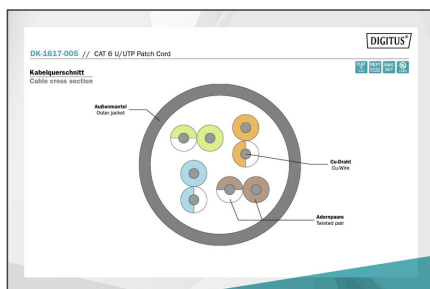 DIGITUS®
DK-1617-005 // CAT 6 U/UTP Patch Cord
Kabelquerschnitt
Cable cross section
Außenmantel
Outer jacket
Cu-Draht
Cu-Wire
Adernpaare
Twisted pair